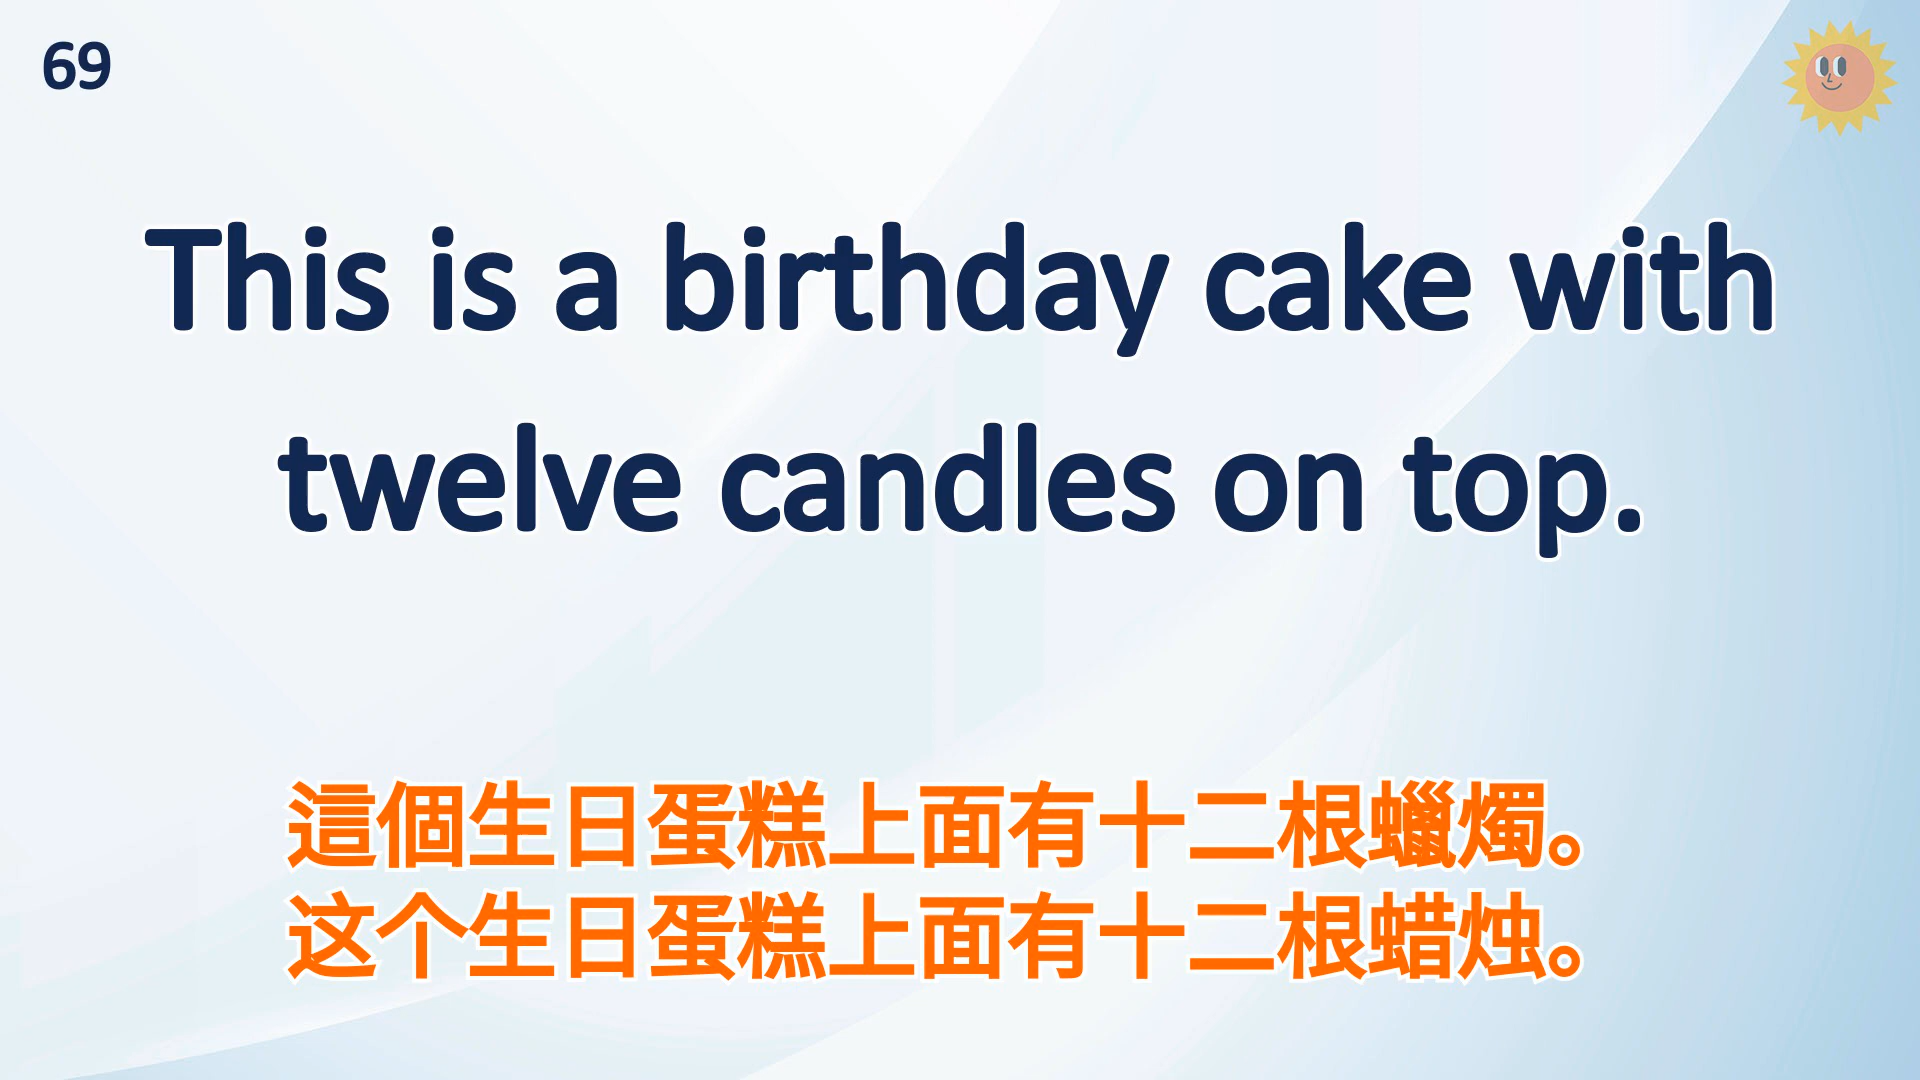 69
This is a birthday cake with
twelve candles on top.
這個生日蛋糕上面有十二根蠟燭。
这个生日蛋糕上面有十二根蜡烛。